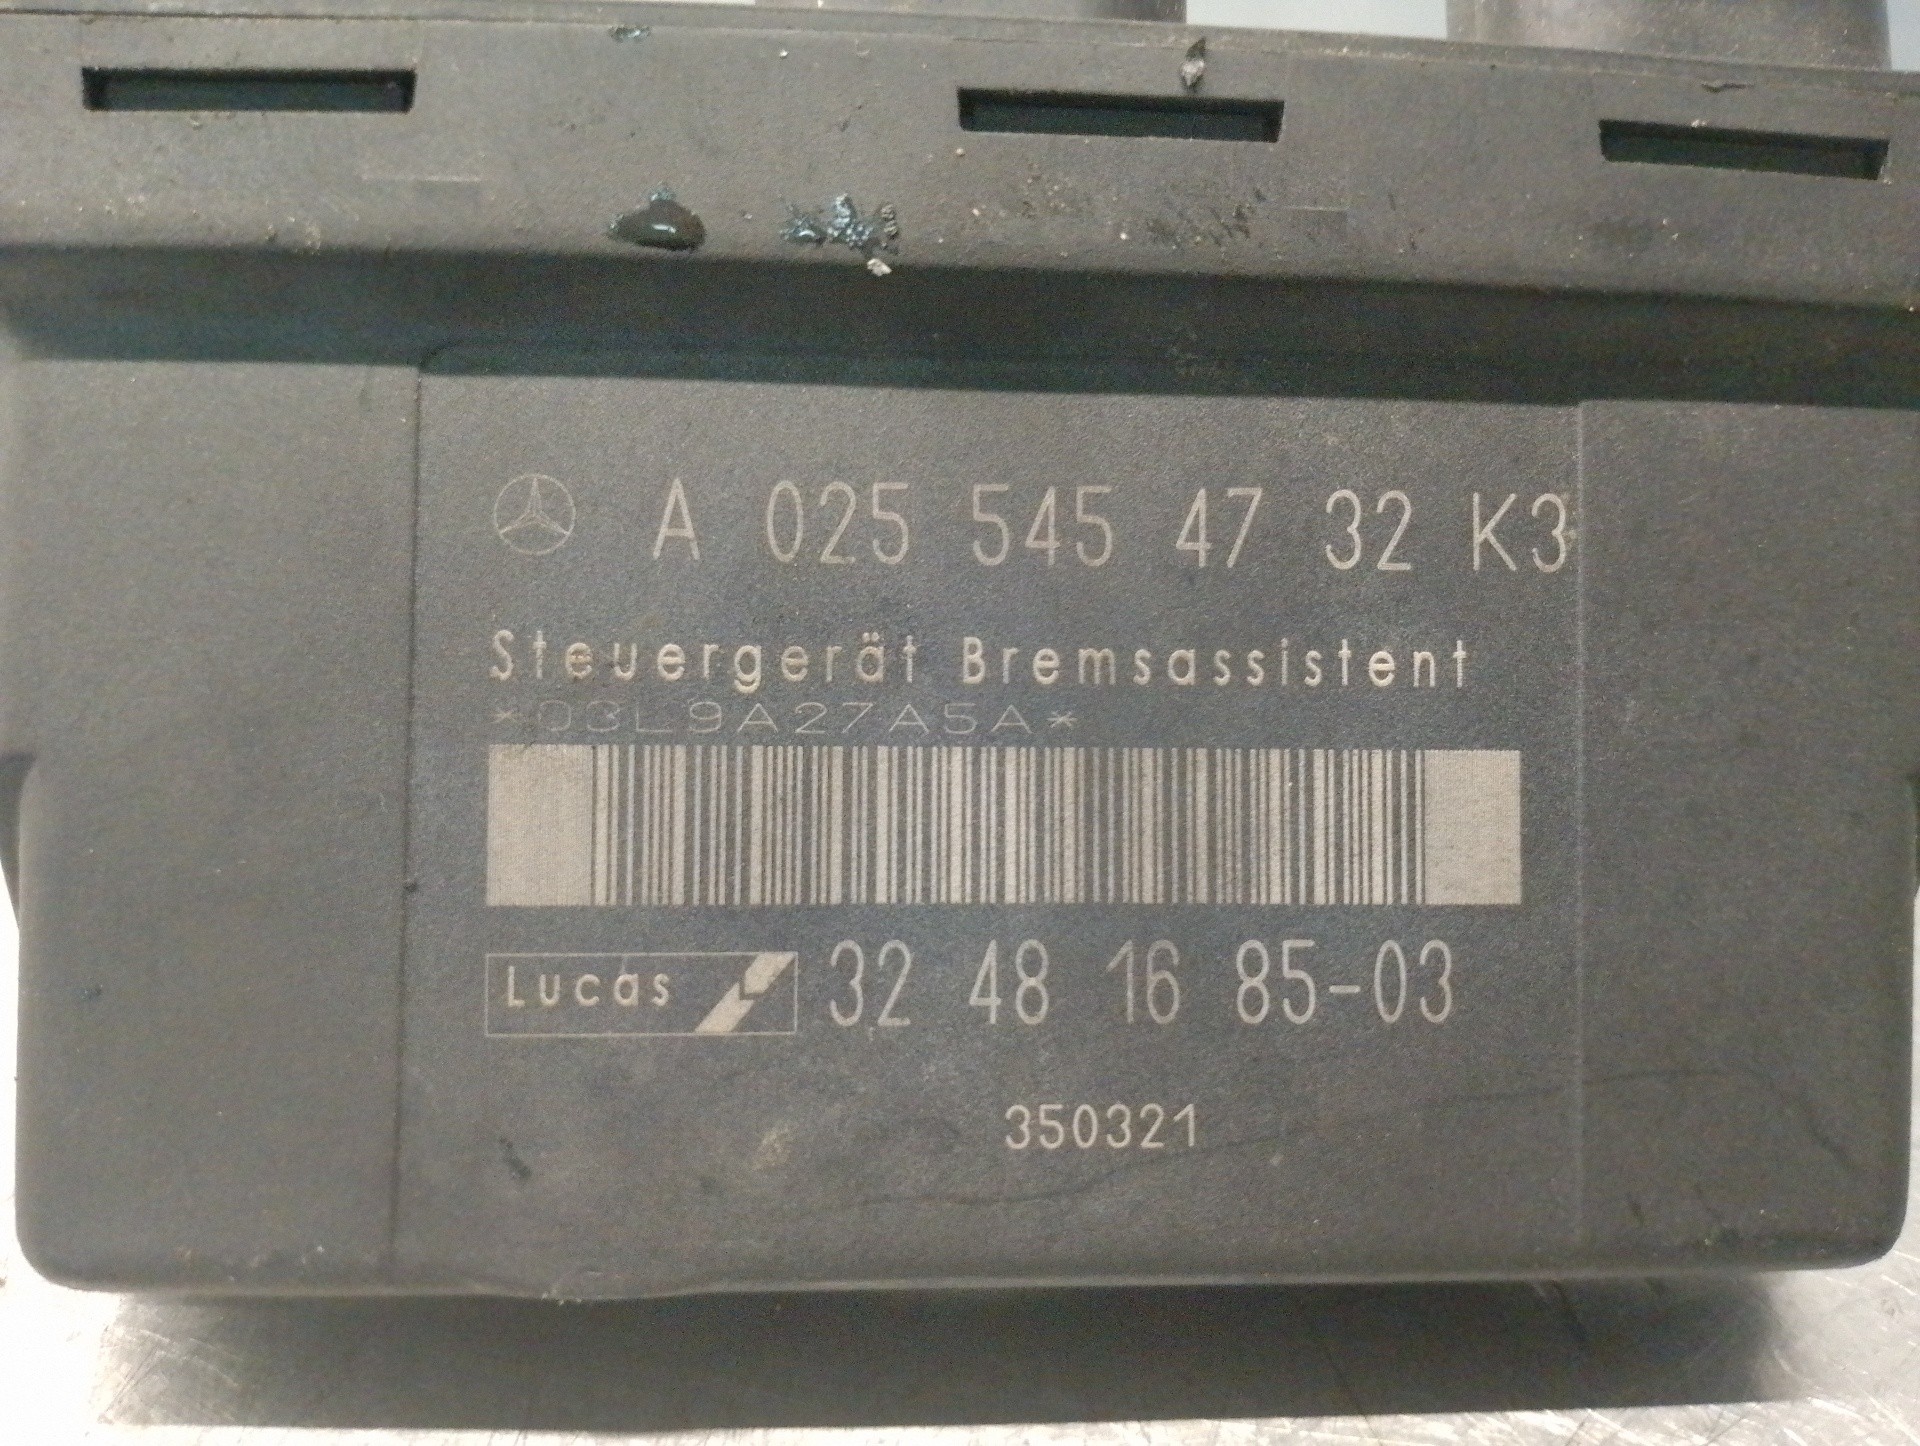 A 025 545 47 32 K3
Steuergerät Bremsassistent
*03L9A27A5A*
Lucas 32 48 16 85-03
350321